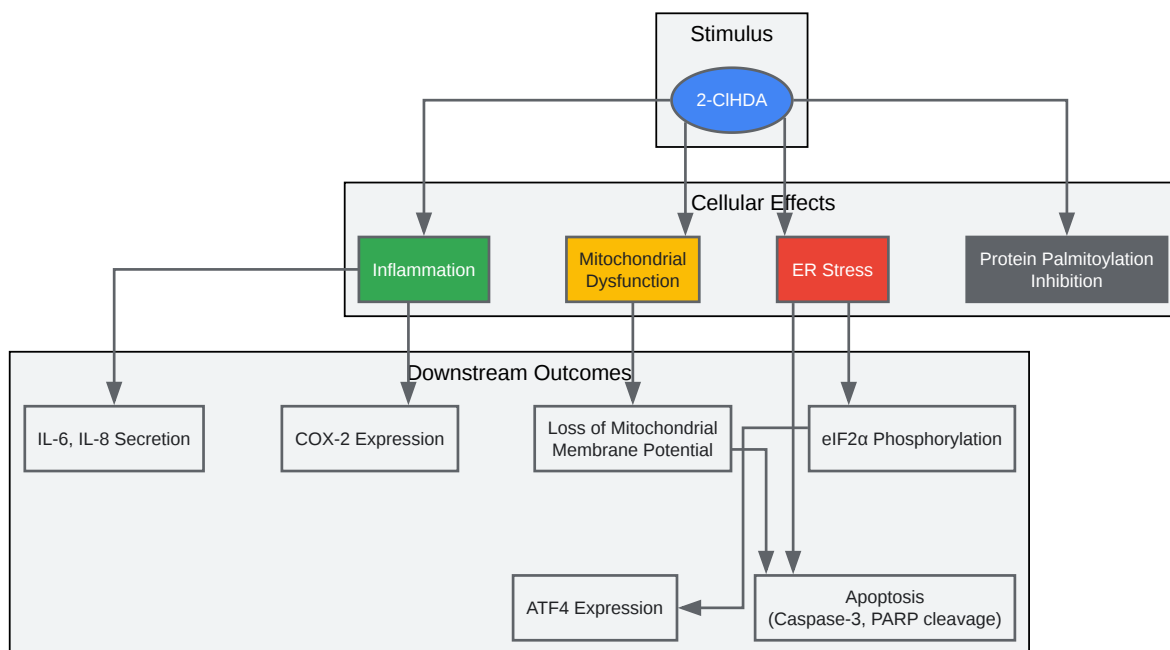 Stimulus
2-ClHDA
Cellular Effects
Inflammation
Mitochondrial
Dysfunction
ER Stress
Protein Palmitoylation
Inhibition
Downstream Outcomes
IL-6, IL-8 Secretion
COX-2 Expression
Loss of Mitochondrial
Membrane Potential
eIF2α Phosphorylation
ATF4 Expression
Apoptosis
(Caspase-3, PARP cleavage)